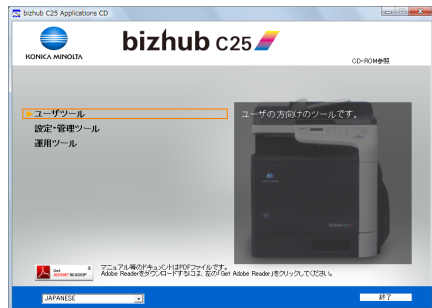 bizhub C25 Applications CD
KONICA MINOLTA
bizhub C25
CD-ROM参照
ユーザツール
ユーザの方向けのツールです。
設定・管理ツール
運用ツール
Get ADOBE® READER®
マニュアル等のドキュメントはPDFファイルです。
Adobe Readerをダウンロードするには、左の「Get Adobe Reader」をクリックしてください。
JAPANESE
終了